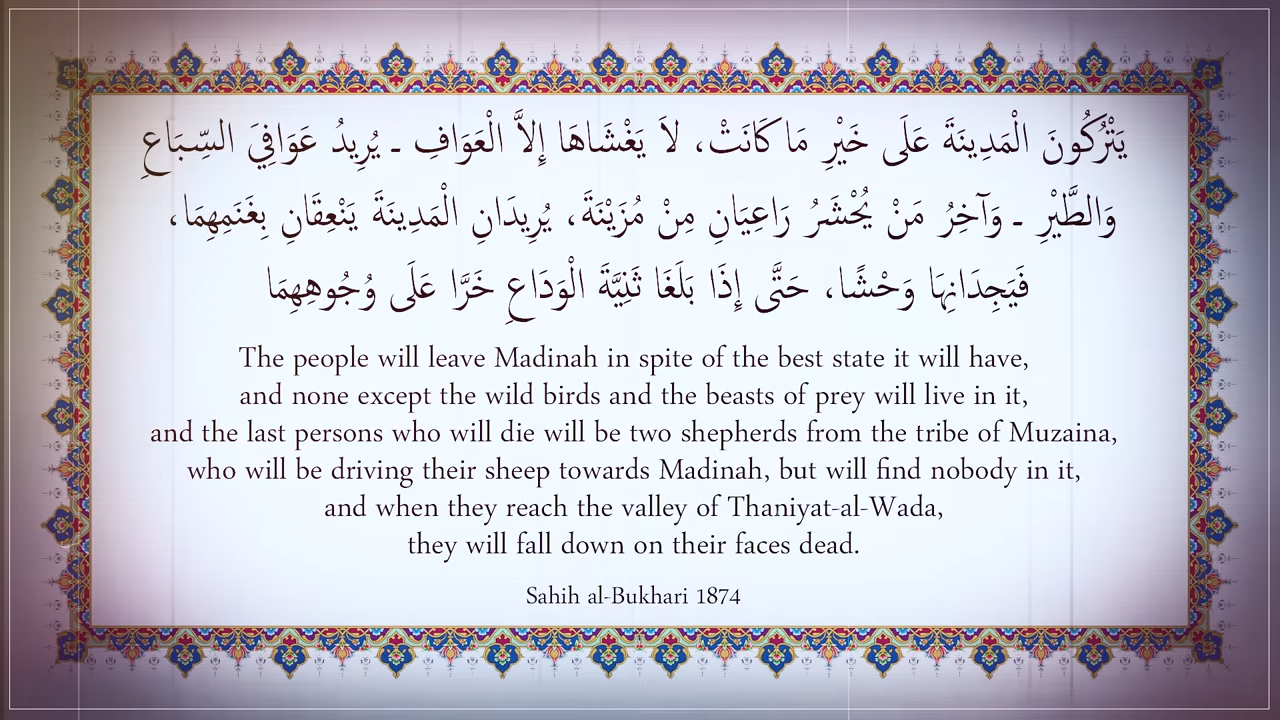 يَتْرُكُونَ الْمَدِينَةَ عَلَى خَيْرِ مَا كَانَتْ، لاَ يَغْشَاهَا إِلاَّ الْعَوَافِ ـ يُرِيدُ عَوَافِيَ السِّبَاعِ
وَالطَّيْرِ ـ وَآخِرُ مَنْ يُحْشَرُ رَاعِيَانِ مِنْ مُزَيْنَةَ، يُرِيدَانِ الْمَدِينَةَ يَنْعِقَانِ بِغَنَمِهِمَا،
فَيَجِدَانِهَا وَحْشًا، حَتَّى إِذَا بَلَغَا ثَنِيَّةَ الْوَدَاعِ خَرَّا عَلَى وُجُوهِهِمَا
The people will leave Madinah in spite of the best state it will have,
and none except the wild birds and the beasts of prey will live in it,
and the last persons who will die will be two shepherds from the tribe of Muzaina,
who will be driving their sheep towards Madinah, but will find nobody in it,
and when they reach the valley of Thaniyat-al-Wada,
they will fall down on their faces dead.
Sahih al-Bukhari 1874